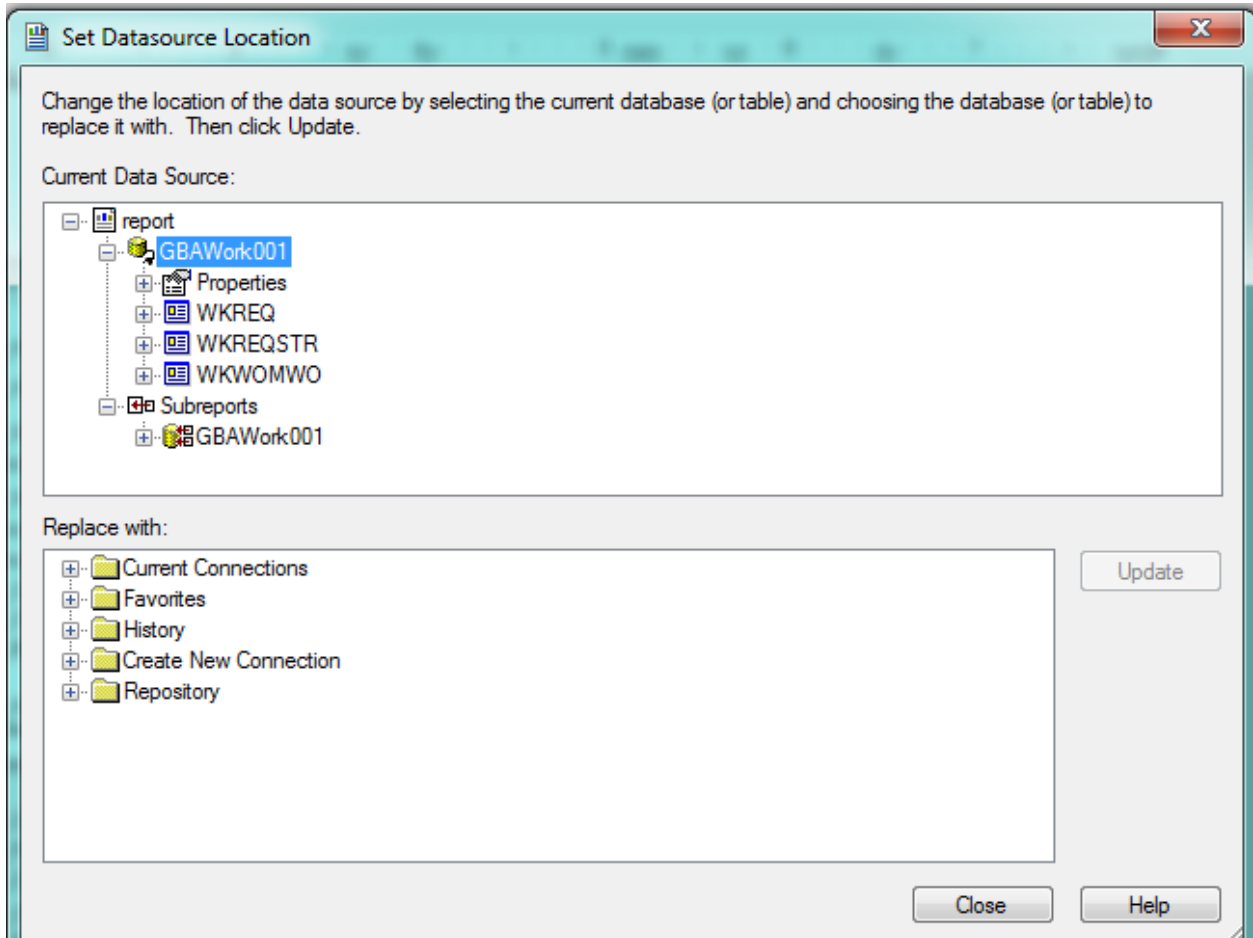 Set Datasource Location
Change the location of the data source by selecting the current database (or table) and choosing the database (or table) to
replace it with. Then click Update.
Current Data Source:
report
GBAWork001
Properties
WKREQ
WKREQSTR
WKWOMWO
Subreports
GBAWork001
Replace with:
Current Connections
Update
Favorites
History
Create New Connection
Repository
Close
Help